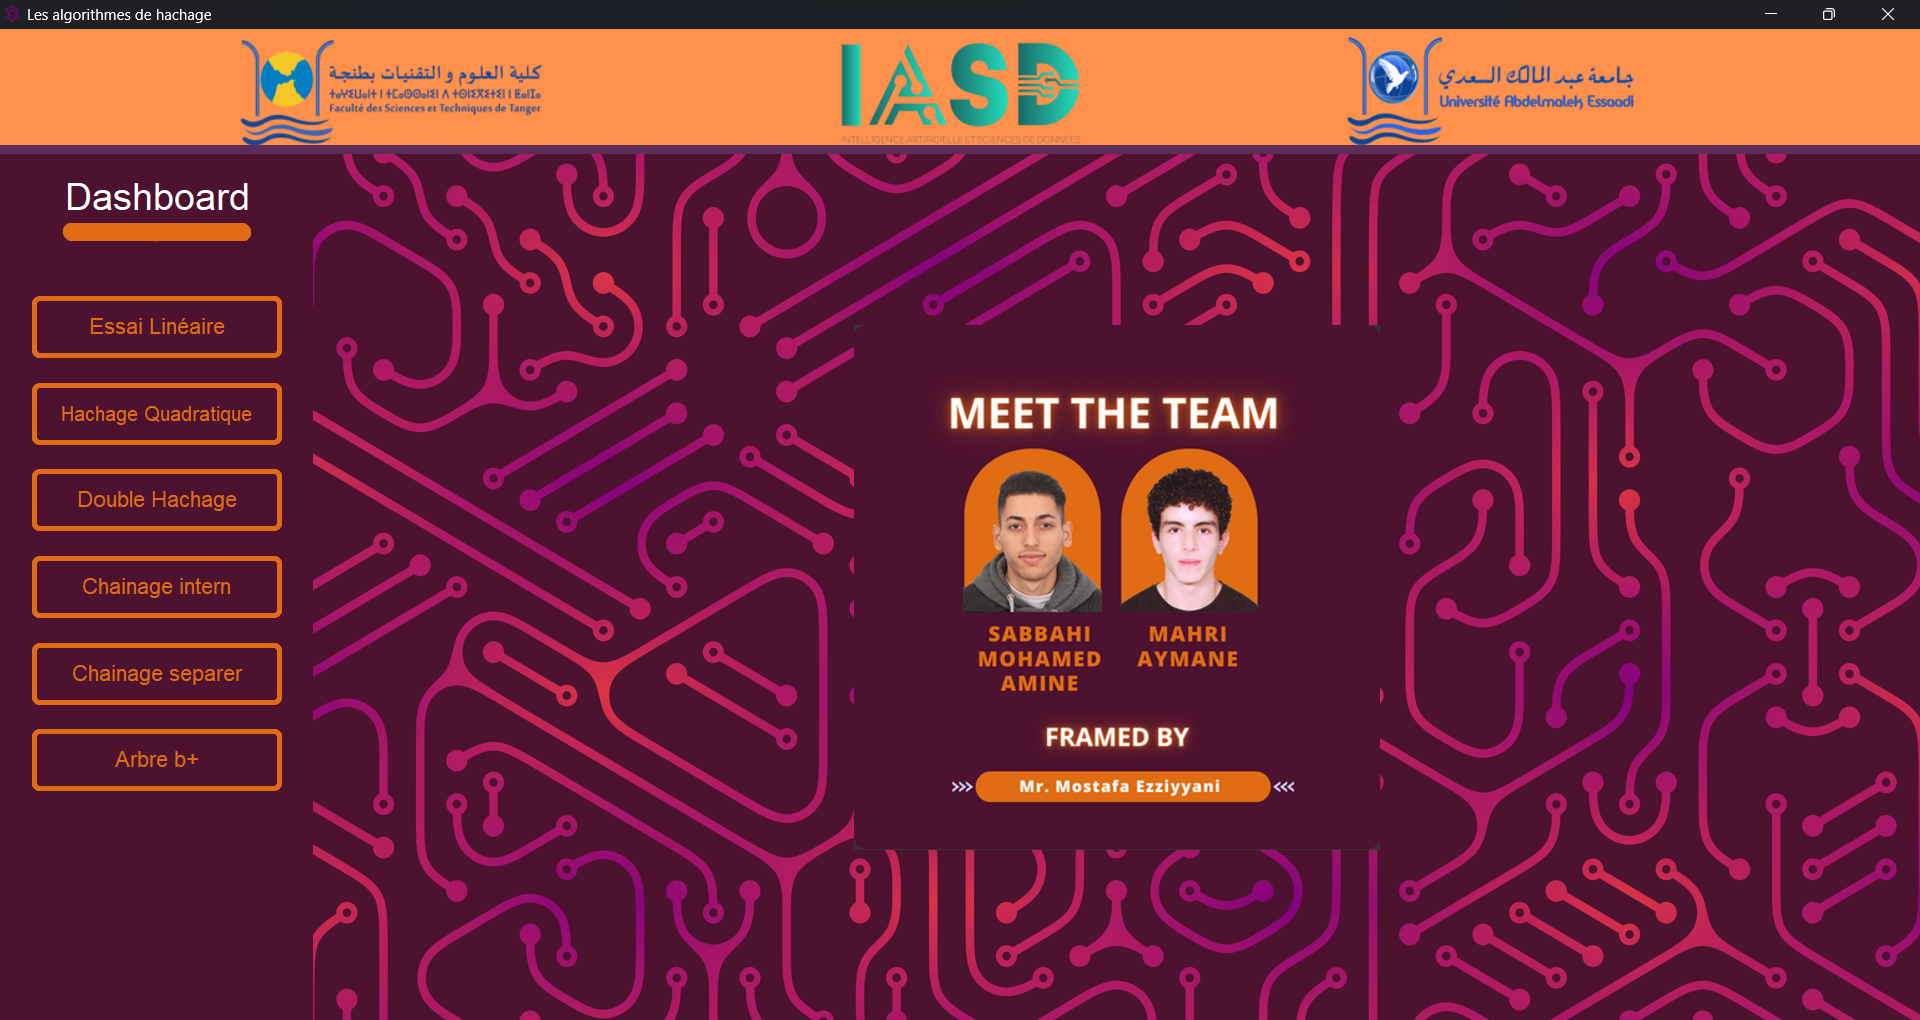 Les algorithmes de hachage
كلية العلوم و التقنيات بطنجة
Faculté des Sciences et Techniques de Tanger
IASD
INTELLIGENCE ARTIFICIELLE ET SCIENCES DE DONNÉES
جامعة عبد المالك السعدي
Université Abdelmalek Essaadi
Dashboard
Essai Linéaire
Hachage Quadratique
Double Hachage
Chainage intern
Chainage separer
Arbre b+
MEET THE TEAM
SABBAHI
MOHAMED
AMINE
MAHRI
AYMANE
FRAMED BY
>>> Mr. Mostafa Ezziyyani <<<